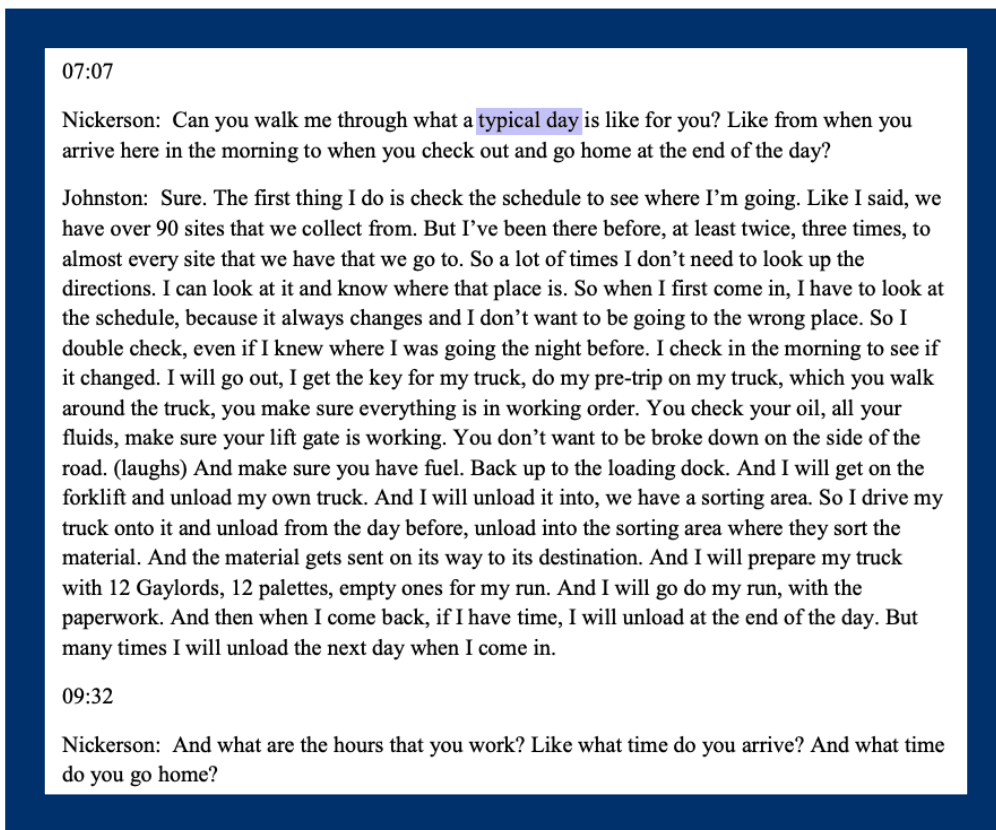 07:07
Nickerson:  Can you walk me through what a typical day is like for you? Like from when you
arrive here in the morning to when you check out and go home at the end of the day?
Johnston:  Sure. The first thing I do is check the schedule to see where I’m going. Like I said, we
have over 90 sites that we collect from. But I’ve been there before, at least twice, three times, to
almost every site that we have that we go to. So a lot of times I don’t need to look up the
directions. I can look at it and know where that place is. So when I first come in, I have to look at
the schedule, because it always changes and I don’t want to be going to the wrong place. So I
double check, even if I knew where I was going the night before. I check in the morning to see if
it changed. I will go out, I get the key for my truck, do my pre-trip on my truck, which you walk
around the truck, you make sure everything is in working order. You check your oil, all your
fluids, make sure your lift gate is working. You don’t want to be broke down on the side of the
road. (laughs) And make sure you have fuel. Back up to the loading dock. And I will get on the
forklift and unload my own truck. And I will unload it into, we have a sorting area. So I drive my
truck onto it and unload from the day before, unload into the sorting area where they sort the
material. And the material gets sent on its way to its destination. And I will prepare my truck
with 12 Gaylords, 12 palettes, empty ones for my run. And I will go do my run, with the
paperwork. And then when I come back, if I have time, I will unload at the end of the day. But
many times I will unload the next day when I come in.
09:32
Nickerson:  And what are the hours that you work? Like what time do you arrive? And what time
do you go home?